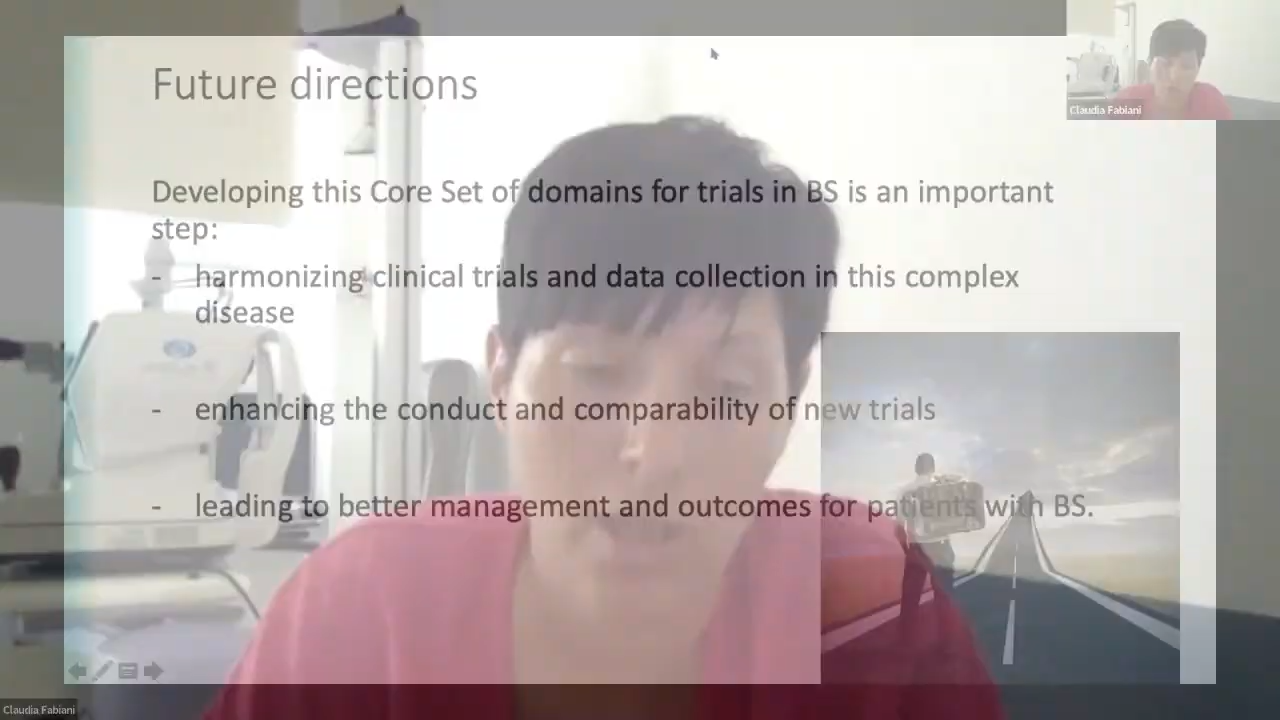 Future directions
Claudia Fabiani
Developing this Core Set of domains for trials in BS is an important
step:
- harmonizing clinical trials and data collection in this complex
disease
- enhancing the conduct and comparability of new trials
- leading to better management and outcomes for patients with BS.
Claudia Fabiani